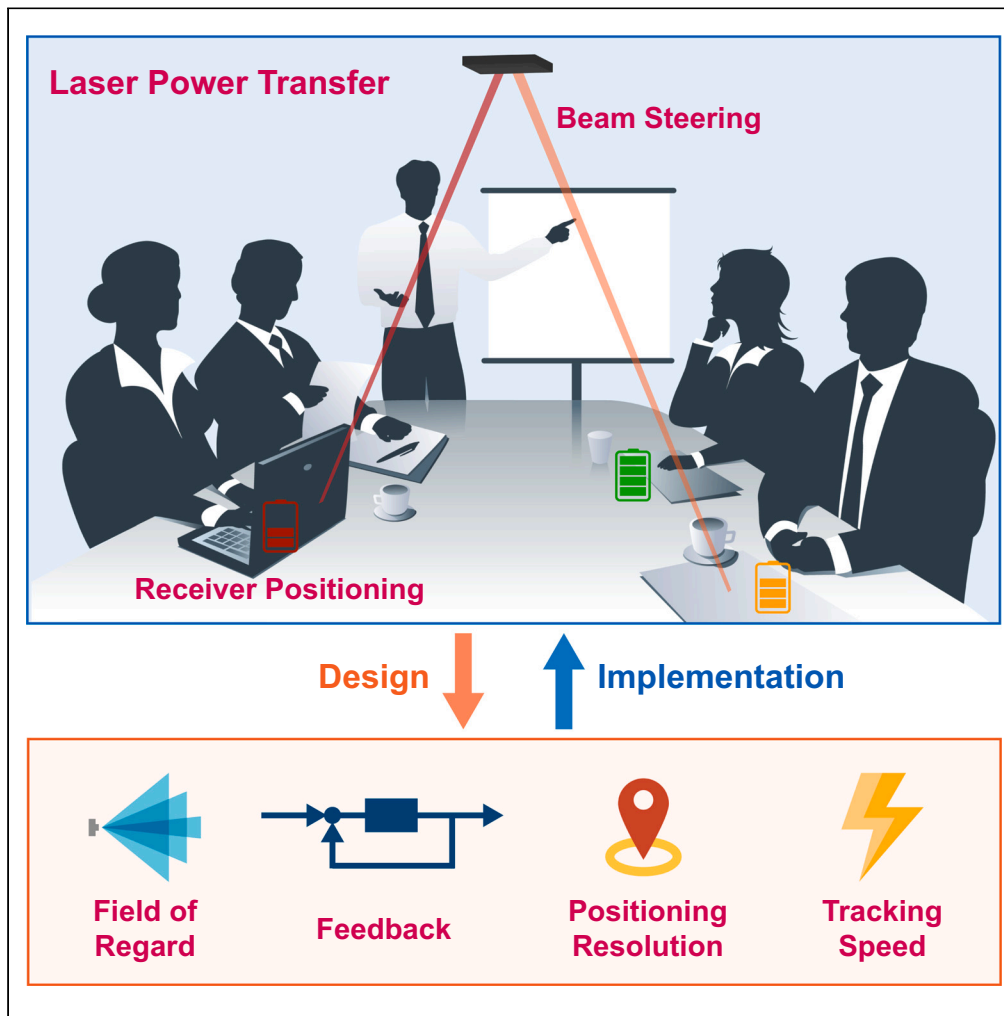 Laser Power Transfer
Beam Steering
Receiver Positioning
Design
Implementation
Field of
Regard
Feedback
Positioning
Resolution
Tracking
Speed